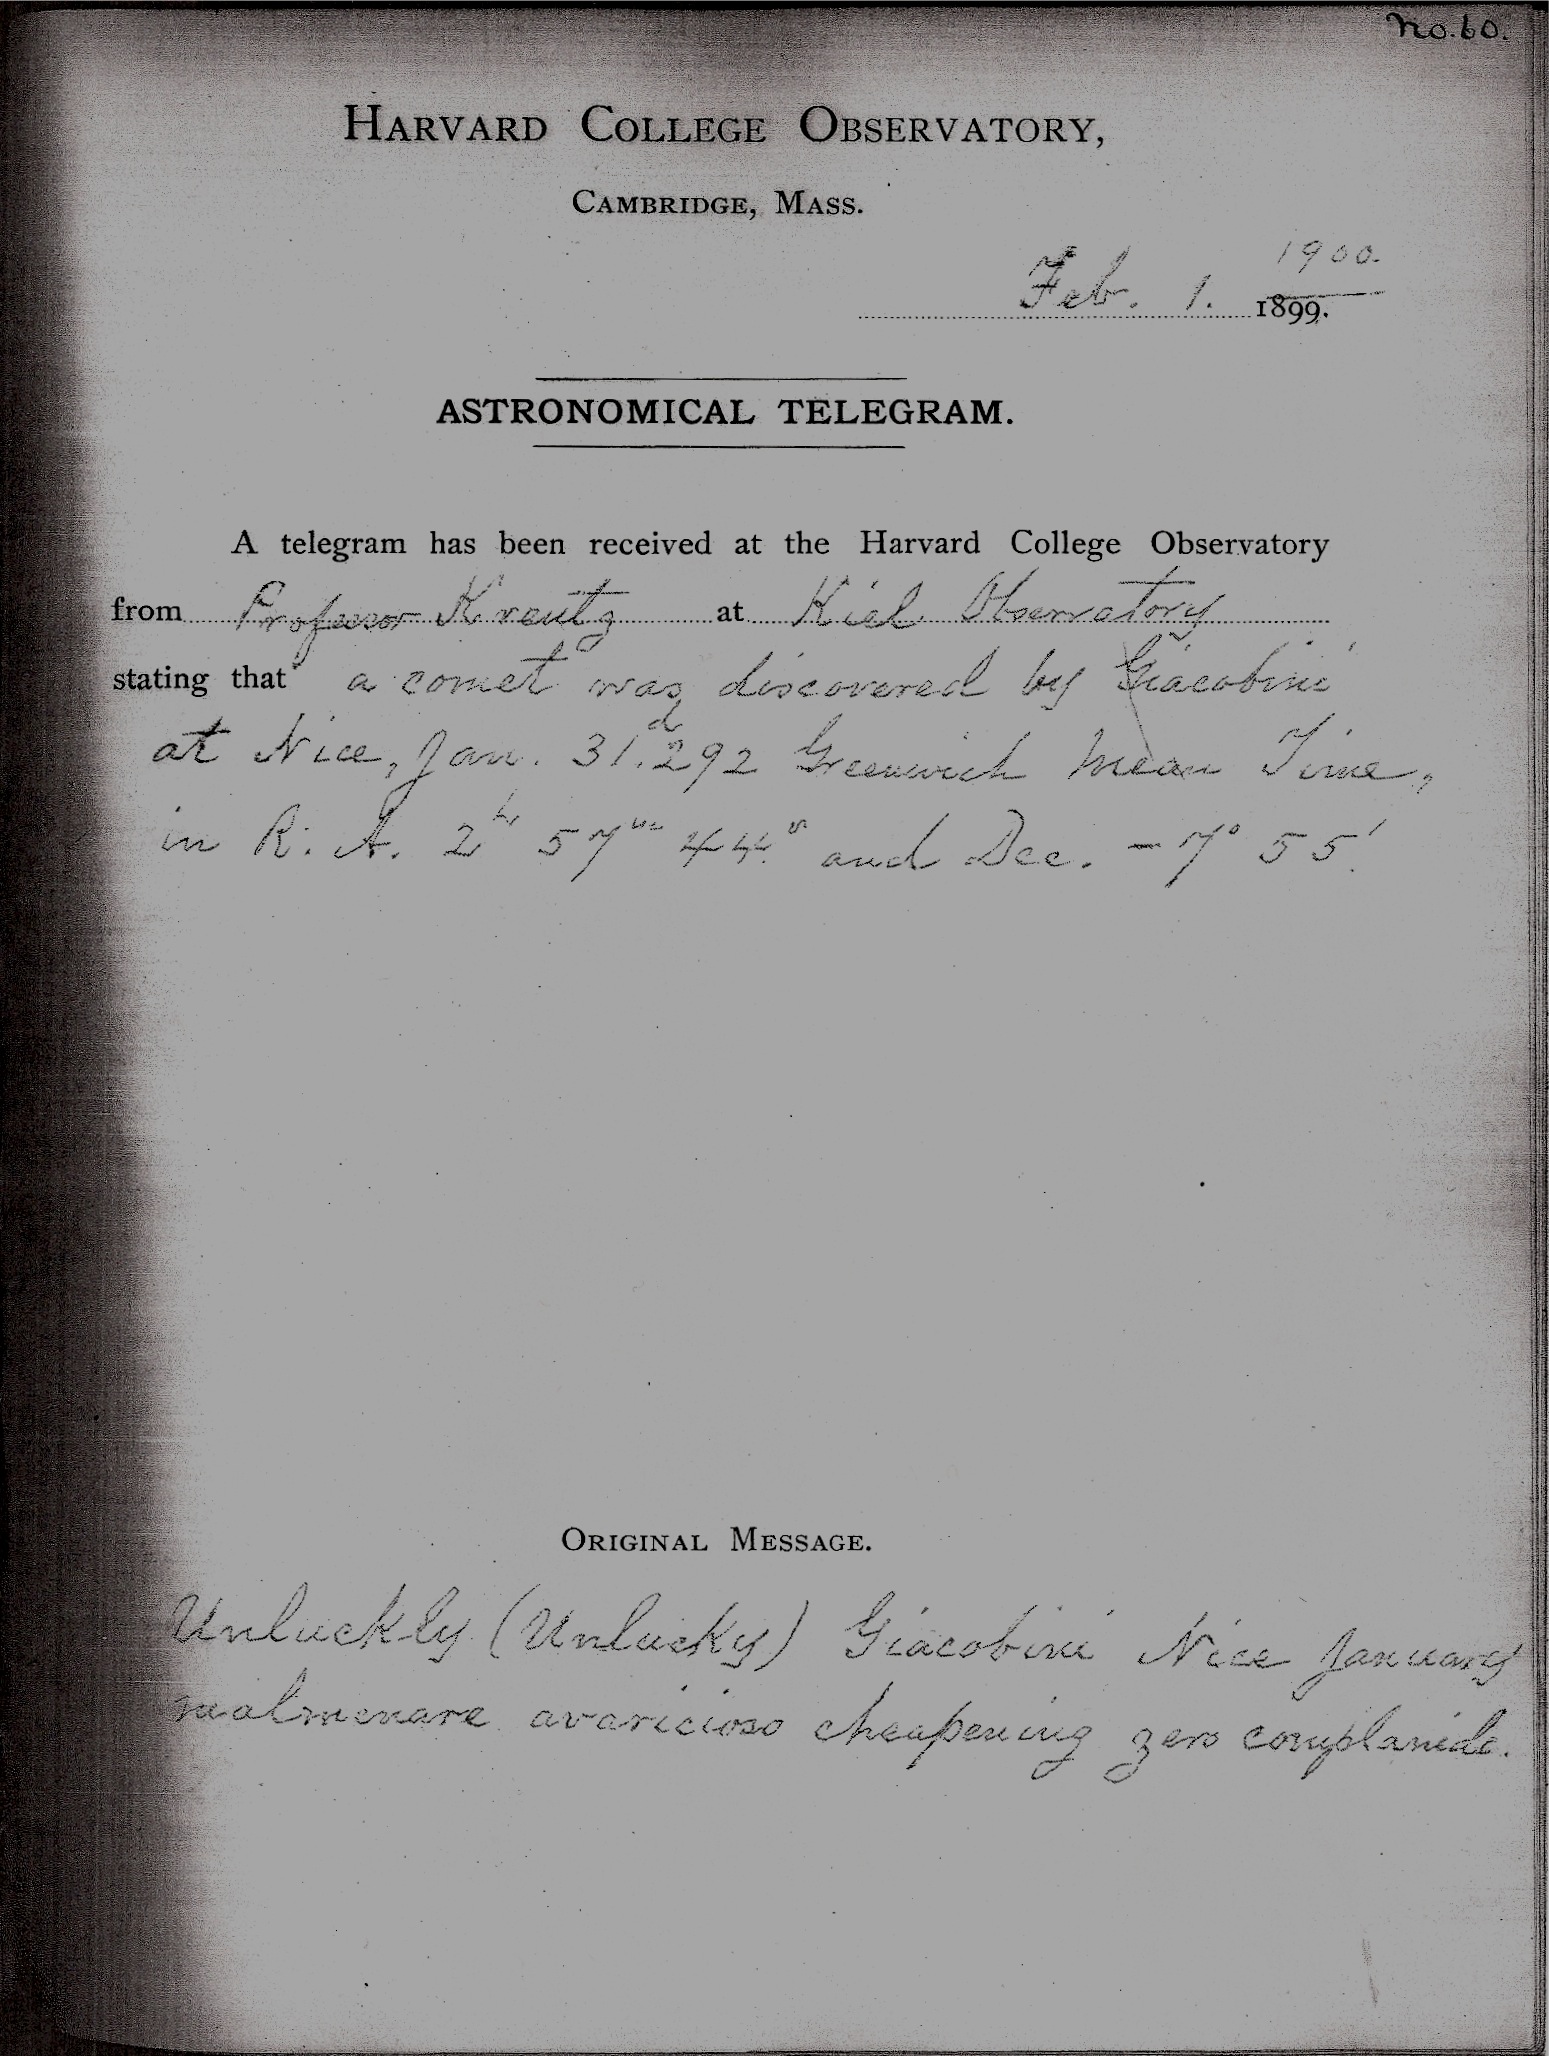 No. 60.
HARVARD COLLEGE OBSERVATORY,
CAMBRIDGE, MASS.
1900.
Feb. 1. 1899.
ASTRONOMICAL TELEGRAM.
A telegram has been received at the Harvard College Observatory
from Professor Kreutz at Kiel Observatory
stating that a comet was discovered by Giacobini
at Nice, Jan. 31.ᵈ292 Greenwich Mean Time,
in R. A. 2ʰ 57ᵐ 44.ˢ and Dec. -7° 55.'
ORIGINAL MESSAGE.
Unluckly (Unlucky) Giacobini Nice January
malmenare avaricioso cheapening zero complanide.